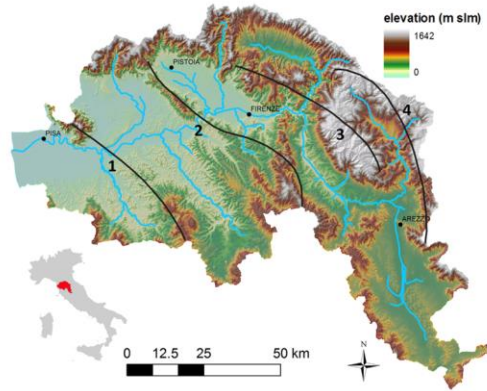 elevation (m slm)
1642
0
PISTOIA
FIRENZE
PISA
AREZZO
1
2
3
4
N
0 12.5 25 50 km